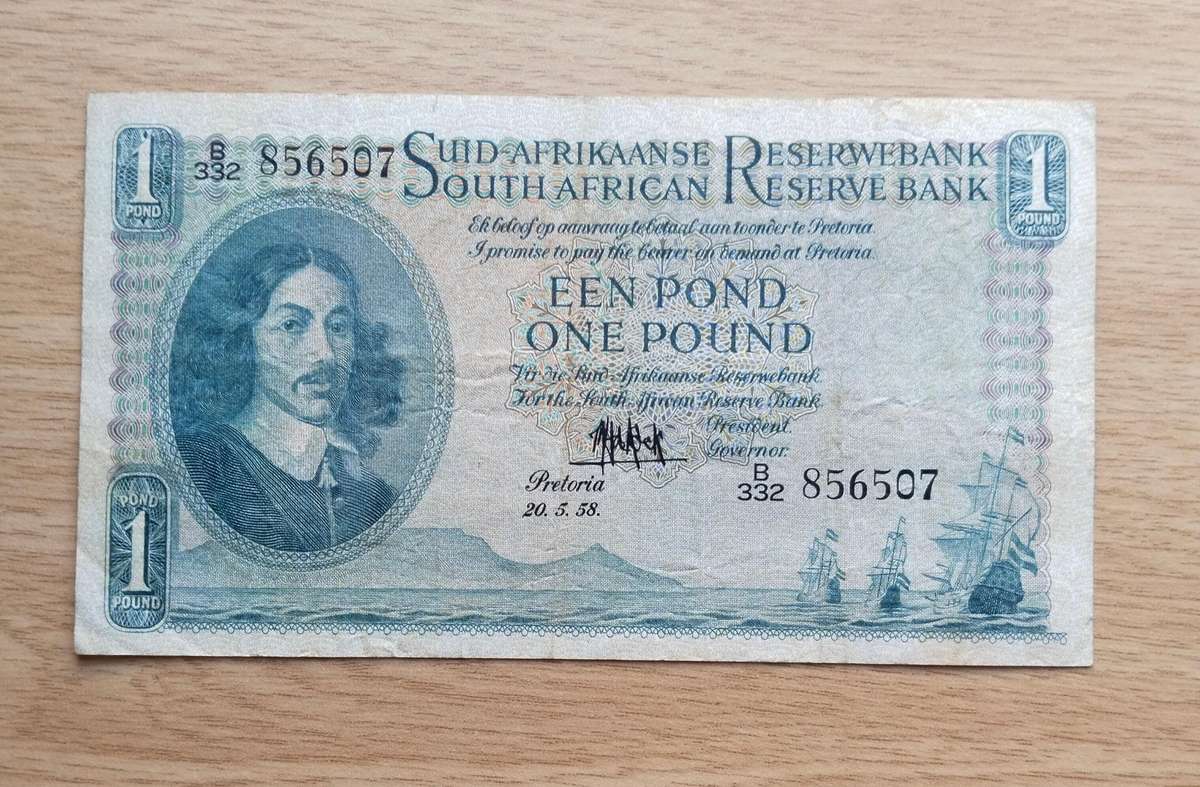 1
POND
B
332 856507
SUID-AFRIKAANSE RESERWEBANK
SOUTH AFRICAN RESERVE BANK
1
POUND
Ek beloof op aanvraag te betaal aan toonder te Pretoria
I promise to pay the bearer on demand at Pretoria
EEN POND
ONE POUND
Vir die Suid-Afrikaanse Reserwebank
For the South African Reserve Bank
President.
Governor.
Pretoria
20. 5. 58.
B
332 856507
POND
1
POUND